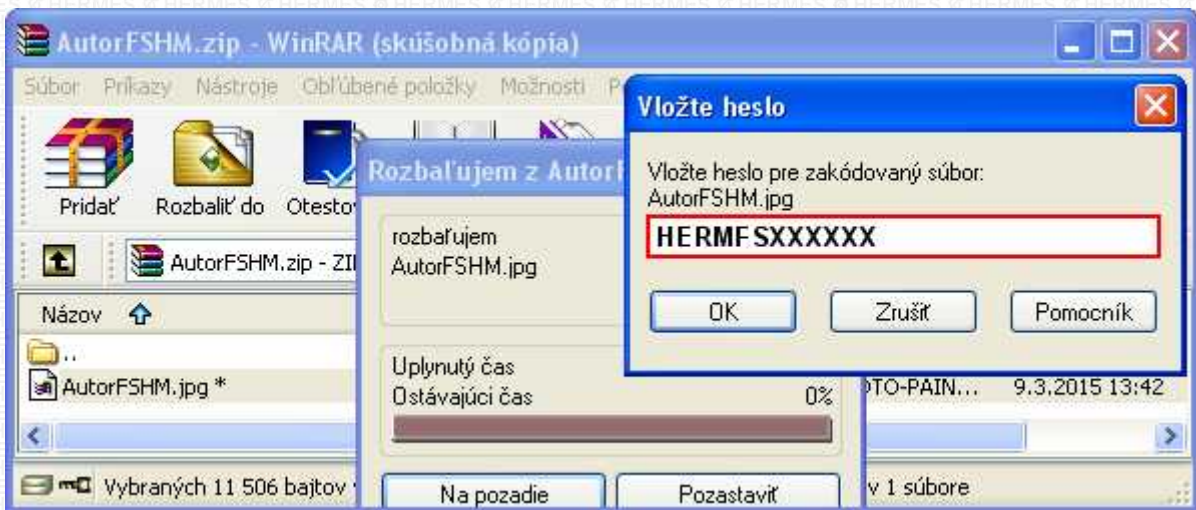 AutorFSHM.zip - WinRAR (skúšobná kópia)
Súbor Príkazy Nástroje Obľúbené položky Možnosti
Vložte heslo
Vložte heslo pre zakódovaný súbor:
AutorFSHM.jpg
HERMFSXXXXXX
OK Zrušiť Pomocník
Pridať Rozbaliť do
Rozbaľujem z
rozbaľujem
AutorFSHM.jpg
AutorFSHM.zip
Názov
..
AutorFSHM.jpg *
Uplynutý čas
Ostávajúci čas 0%
9.3.2015 13:42
Vybraných 11 506 bajtov
Na pozadie Pozastaviť
v 1 súbore